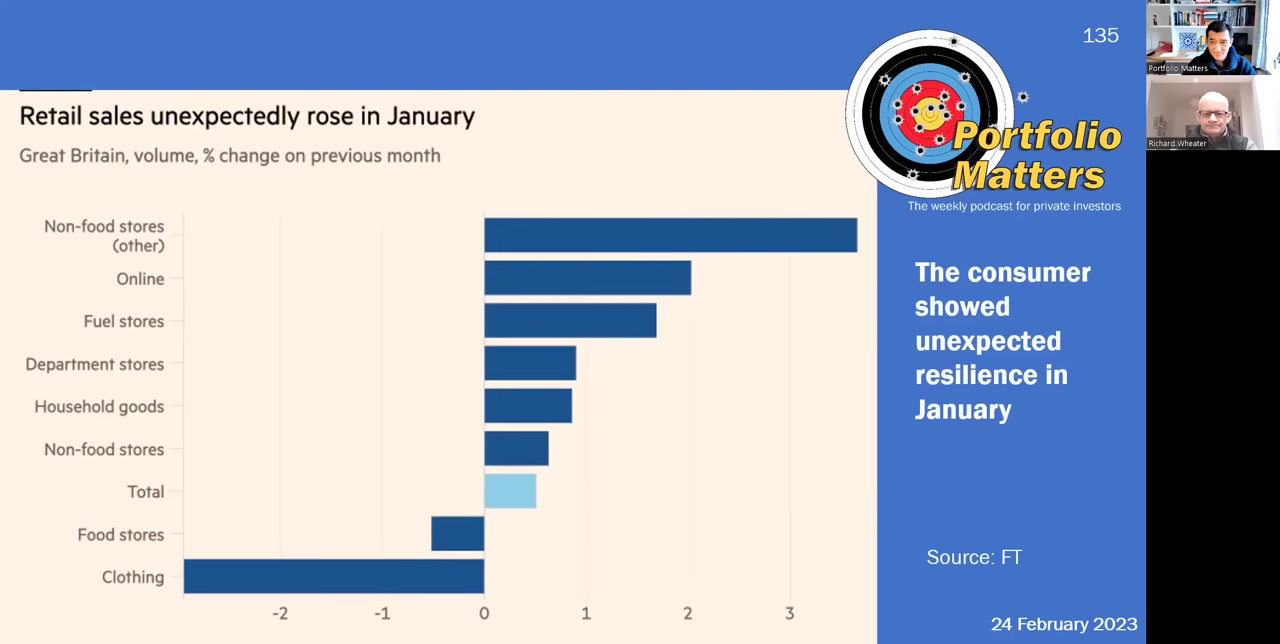 Retail sales unexpectedly rose in January
Great Britain, volume, % change on previous month
Non-food stores
(other)
Online
Fuel stores
Department stores
Household goods
Non-food stores
Total
Food stores
Clothing
-2
-1
0
1
2
3
135
Portfolio
Matters
The weekly podcast for private investors
The consumer
showed
unexpected
resilience in
January
Source: FT
24 February 2023
Portfolio Matters
Richard Wheater